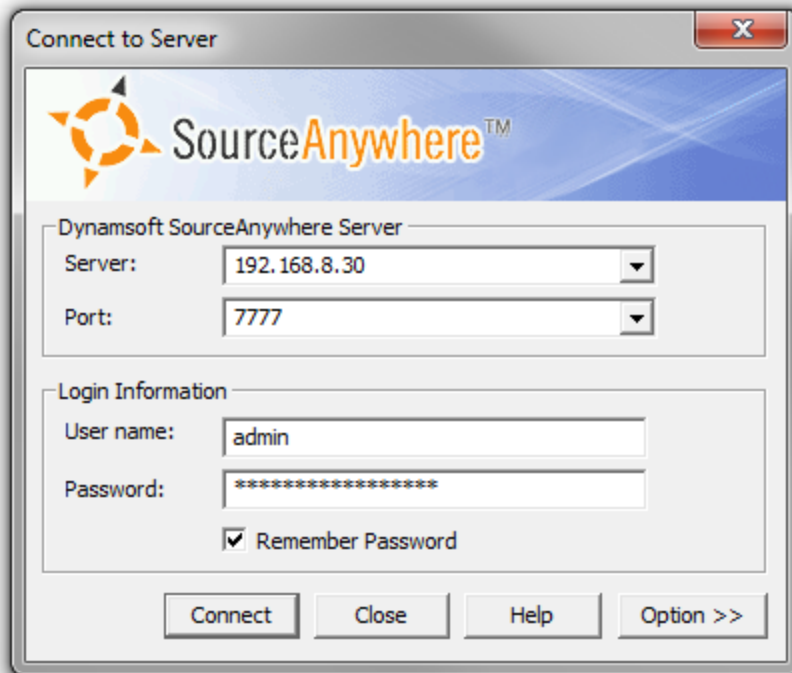 Connect to Server
SourceAnywhere™
Dynamsoft SourceAnywhere Server
Server: 192.168.8.30
Port: 7777
Login Information
User name: admin
Password: *****************
Remember Password
Connect Close Help Option >>